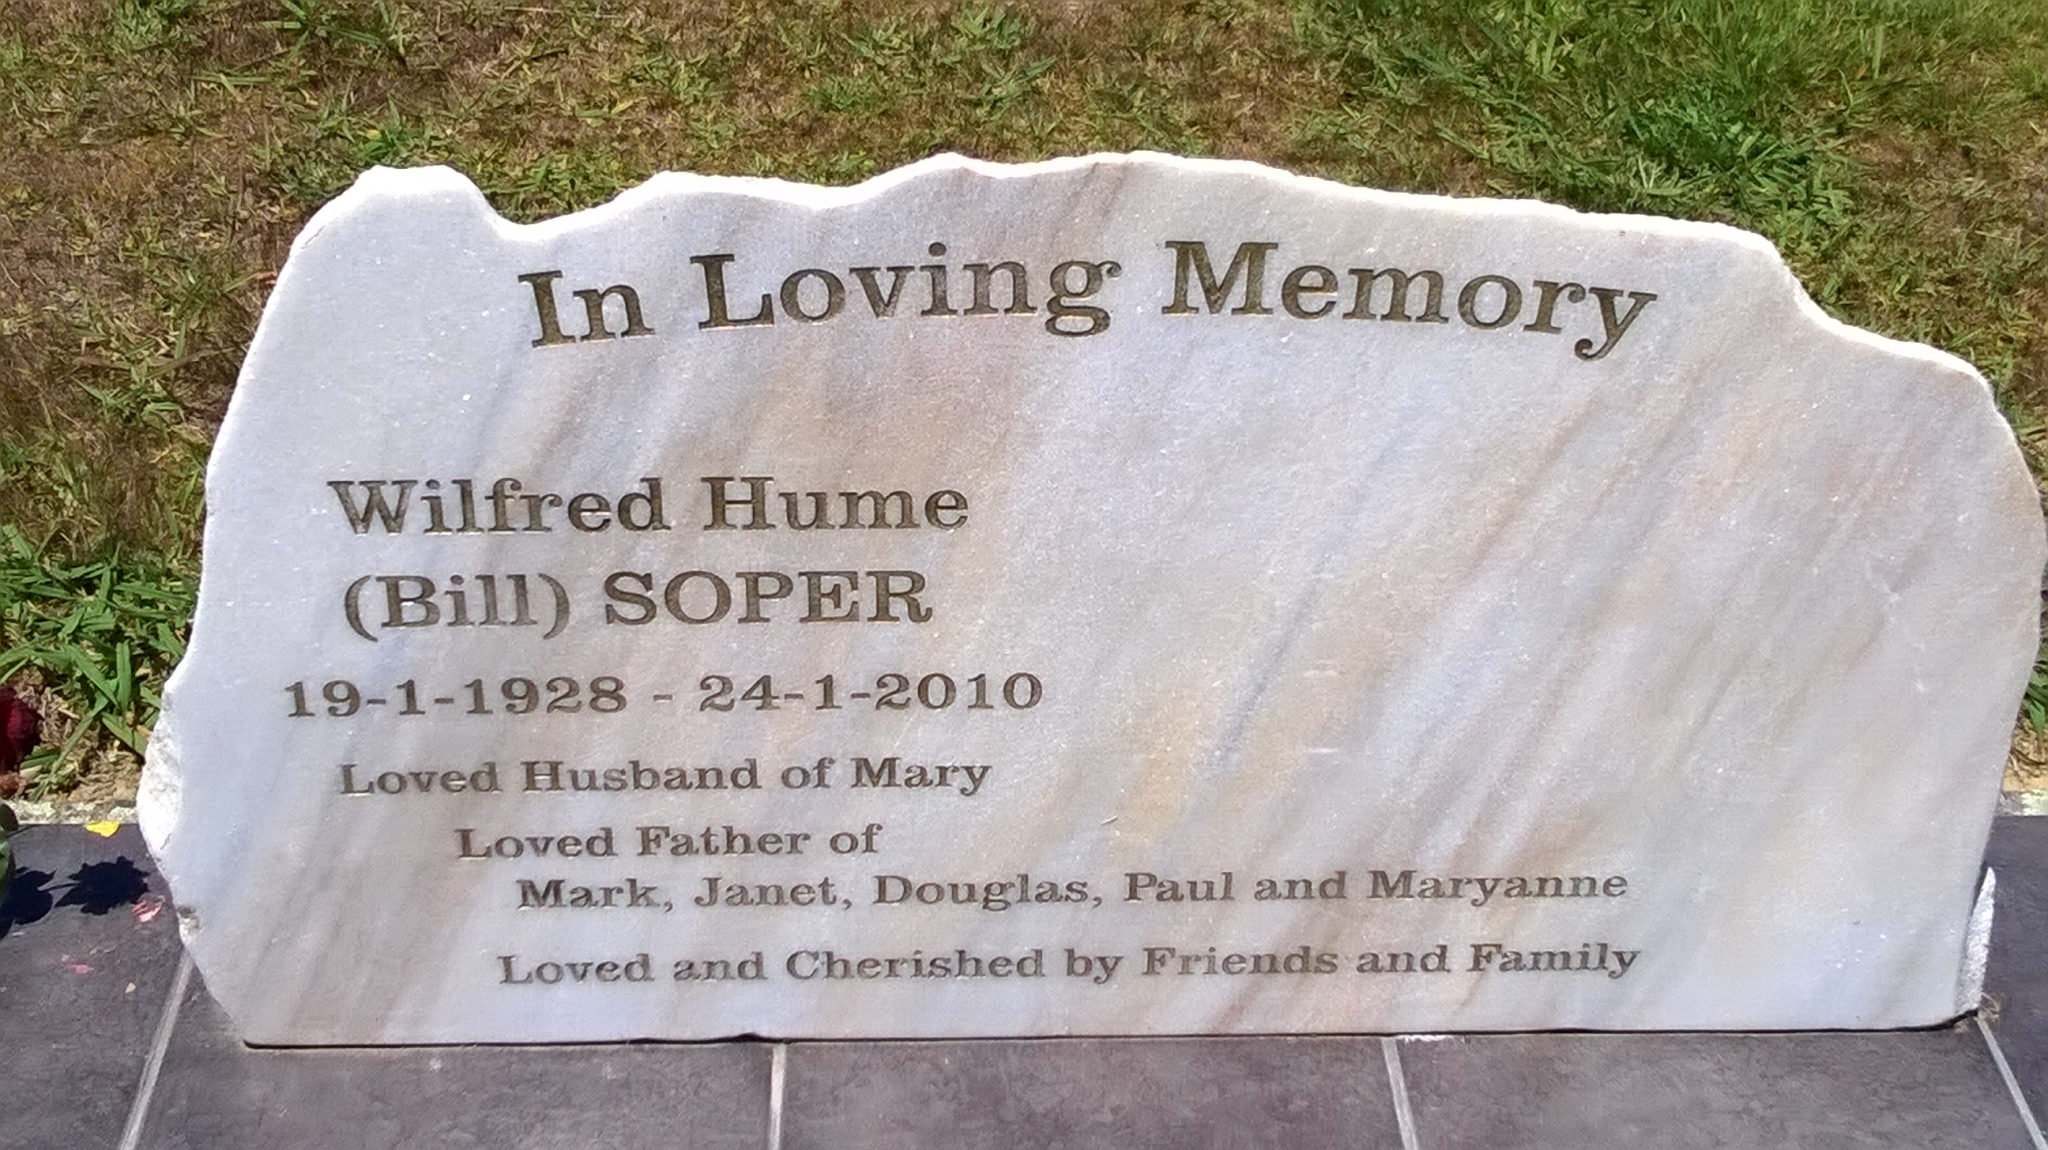 In Loving Memory
Wilfred Hume
(Bill) SOPER
19-1-1928 - 24-1-2010
Loved Husband of Mary
Loved Father of
Mark, Janet, Douglas, Paul and Maryanne
Loved and Cherished by Friends and Family